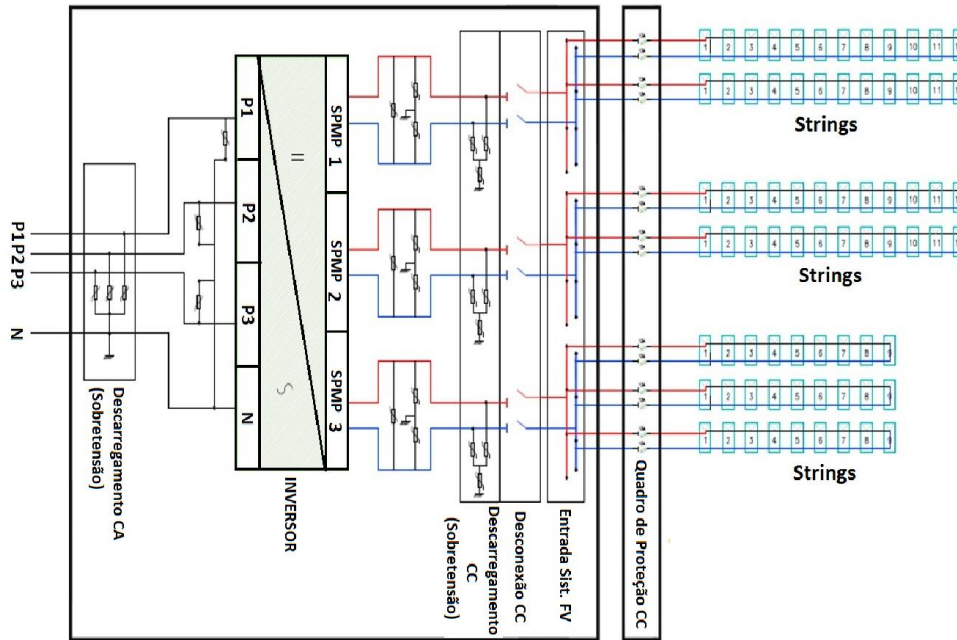 1 2 3 4 5 6 7 8 9 10 11 1
1 2 3 4 5 6 7 8 9 10 11 1
Strings
1 2 3 4 5 6 7 8 9 10 11 1
1 2 3 4 5 6 7 8 9 10 11 1
Strings
1 2 3 4 5 6 7 8 9
1 2 3 4 5 6 7 8 9
1 2 3 4 5 6 7 8 9
Strings
Quadro de Proteção CC
Entrada Sist. FV
Desconexão CC
Descarregamento
CC
(Sobretensão)
SPMP 1
SPMP 2
SPMP 3
INVERSOR
P1
P2
P3
N
Descarregamento CA
(Sobretensão)
P1
P2
P3
N